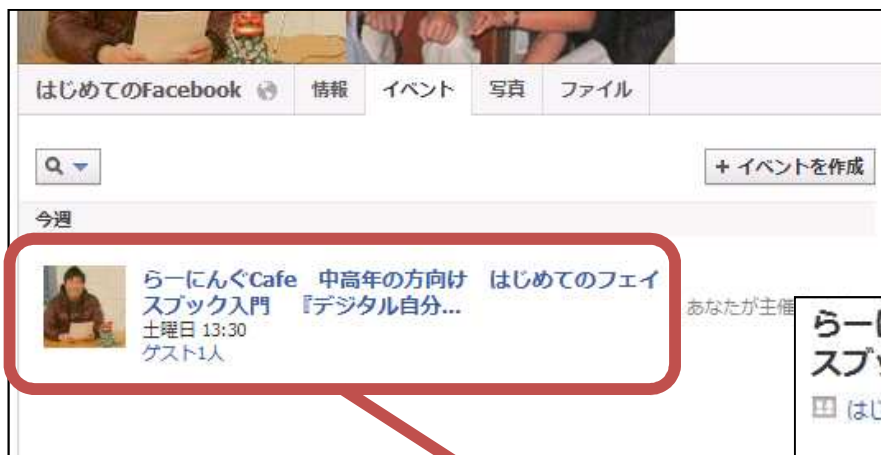 はじめてのFacebook 情報 イベント 写真 ファイル
+ イベントを作成
今週
らーにんぐCafe 中高年の方向け はじめてのフェイ
スブック入門 『デジタル自分...
土曜日 13:30
ゲスト1人
あなたが主催
らー
スブ
はじ